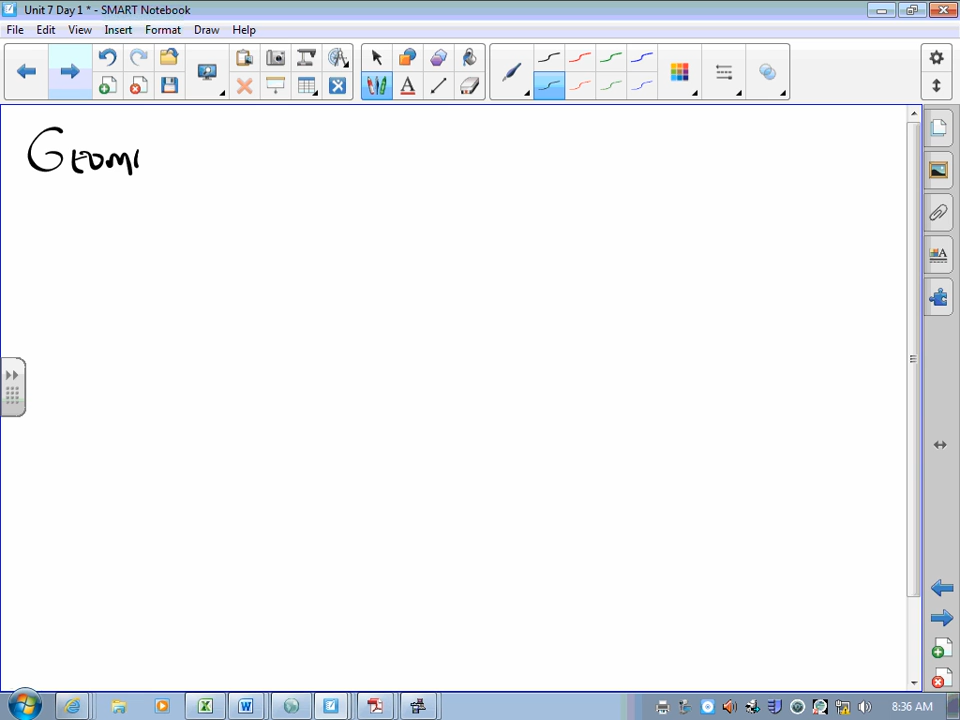 Unit 7 Day 1 * - SMART Notebook
File Edit View Insert Format Draw Help
Geom
8:36 AM